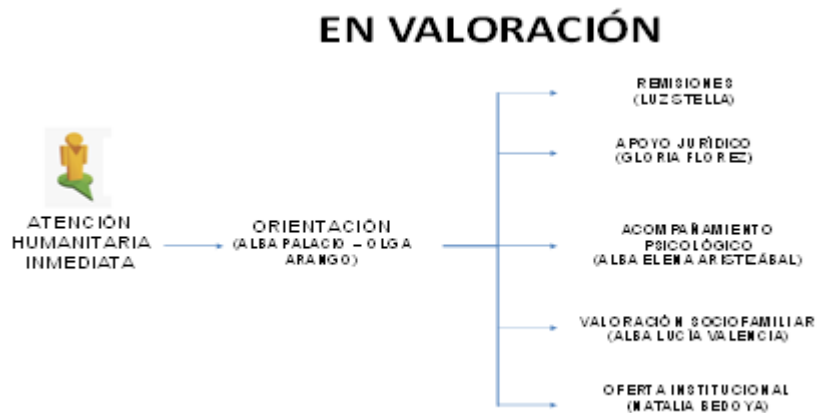 EN VALORACIÓN
REMISIONES
(LUZ STELLA)
APOYO JURÍDICO
(GLORIA FLOREZ)
ATENCIÓN
HUMANITARIA
INMEDIATA
ORIENTACIÓN
(ALBA PALACIO – OLGA
ARANGO)
ACOMPAÑAMIENTO
PSICOLÓGICO
(ALBA ELENA ARISTIZÁBAL)
VALORACIÓN SOCIOFAMILIAR
(ALBA LUCÍA VALENCIA)
OFERTA INSTITUCIONAL
(NATALIA BEDOYA)